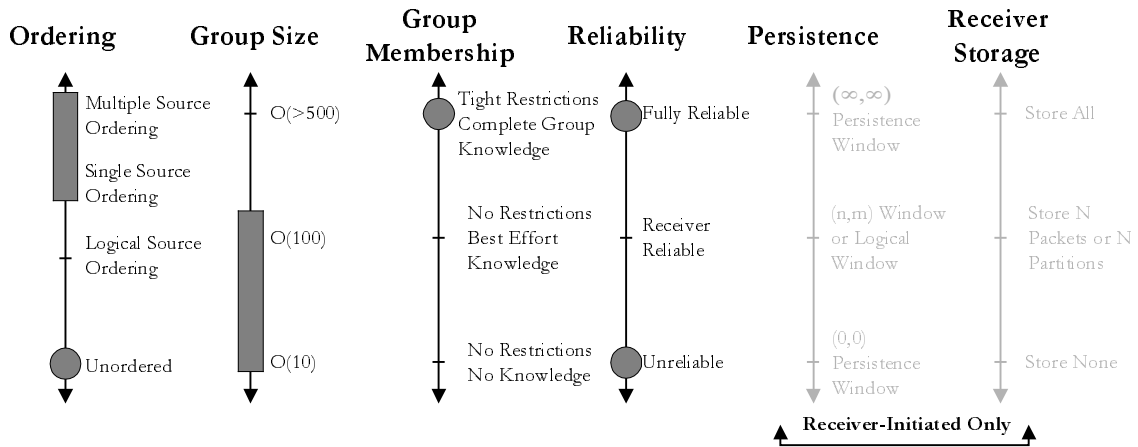 Ordering
Multiple Source
Ordering
Single Source
Ordering
Logical Source
Ordering
Unordered
Group Size
O(>500)
O(100)
O(10)
Group
Membership
Tight Restrictions
Complete Group
Knowledge
No Restrictions
Best Effort
Knowledge
No Restrictions
No Knowledge
Reliability
Fully Reliable
Receiver
Reliable
Unreliable
Persistence
(∞,∞)
Persistence
Window
(n,m) Window
or Logical
Window
(0,0)
Persistence
Window
Receiver
Storage
Store All
Store N
Packets or N
Partitions
Store None
Receiver-Initiated Only